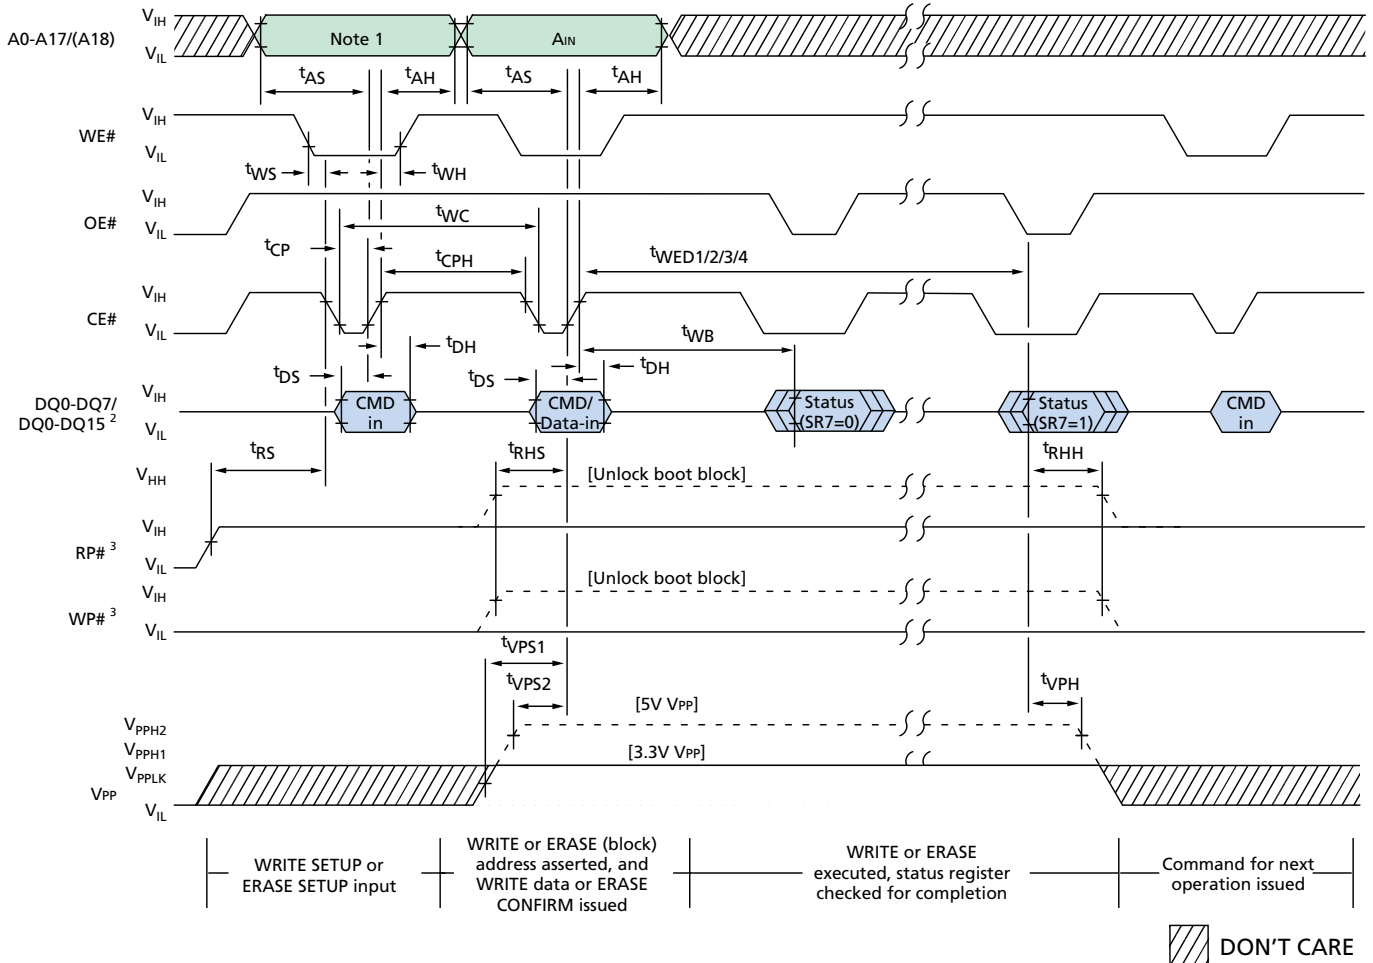 VIH
A0-A17/(A18)
VIL
Note 1
AIN
tAS
tAH
tAS
tAH
VIH
WE#
VIL
tWS
tWH
VIH
OE#
VIL
tWC
tCP
tCPH
tWED1/2/3/4
VIH
CE#
VIL
tWB
tDH
tDS
tDS
tDH
VIH
DQ0-DQ7/
DQ0-DQ15 2
VIL
CMD
in
CMD/
Data-in
Status
(SR7=0)
Status
(SR7=1)
CMD
in
tRS
tRHS
[Unlock boot block]
tRHH
VHH
VIH
RP# 3
VIL
[Unlock boot block]
VIH
WP# 3
VIL
tVPS1
tVPS2
[5V VPP]
tVPH
VPPH2
VPPH1
[3.3V VPP]
VPPLK
VPP
VIL
WRITE SETUP or
ERASE SETUP input
WRITE or ERASE (block)
address asserted, and
WRITE data or ERASE
CONFIRM issued
WRITE or ERASE
executed, status register
checked for completion
Command for next
operation issued
DON'T CARE